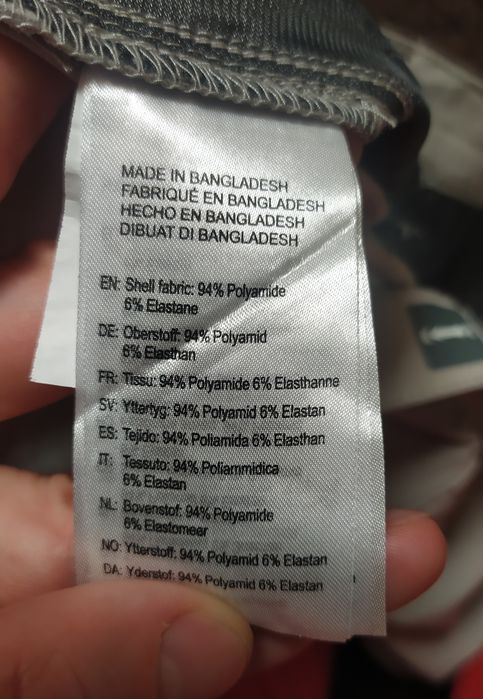 MADE IN BANGLADESH
FABRIQUÉ EN BANGLADESH
HECHO EN BANGLADESH
DIBUAT DI BANGLADESH
EN: Shell fabric: 94% Polyamide
6% Elastane
DE: Oberstoff: 94% Polyamid
6% Elasthan
FR: Tissu: 94% Polyamide 6% Elasthanne
SV: Yttertyg: 94% Polyamid 6% Elastan
ES: Tejido: 94% Poliamida 6% Elasthan
IT: Tessuto: 94% Poliammidica
6% Elastan
NL: Bovenstof: 94% Polyamide
6% Elastomeer
NO: Ytterstoff: 94% Polyamid 6% Elastan
DA: Yderstof: 94% Polyamid 6% Elastan